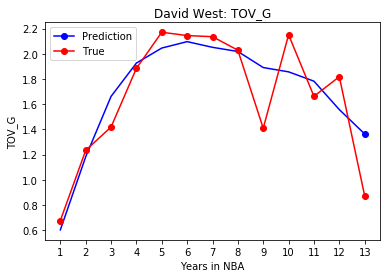 David West: TOV_G
Prediction
True
TOV_G
2.2
2.0
1.8
1.6
1.4
1.2
1.0
0.8
0.6
1 2 3 4 5 6 7 8 9 10 11 12 13
Years in NBA